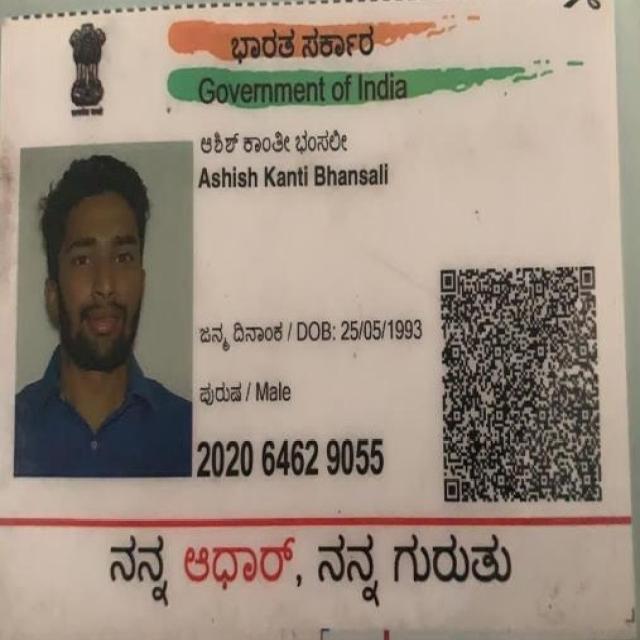 ಭಾರತ ಸರ್ಕಾರ
Government of India
ಆಶಿಶ್ ಕಾಂತೀ ಭಂಸಲೀ
Ashish Kanti Bhansali
ಜನ್ಮ ದಿನಾಂಕ / DOB: 25/05/1993
ಪುರುಷ / Male
2020 6462 9055
ನನ್ನ ಆಧಾರ್, ನನ್ನ ಗುರುತು